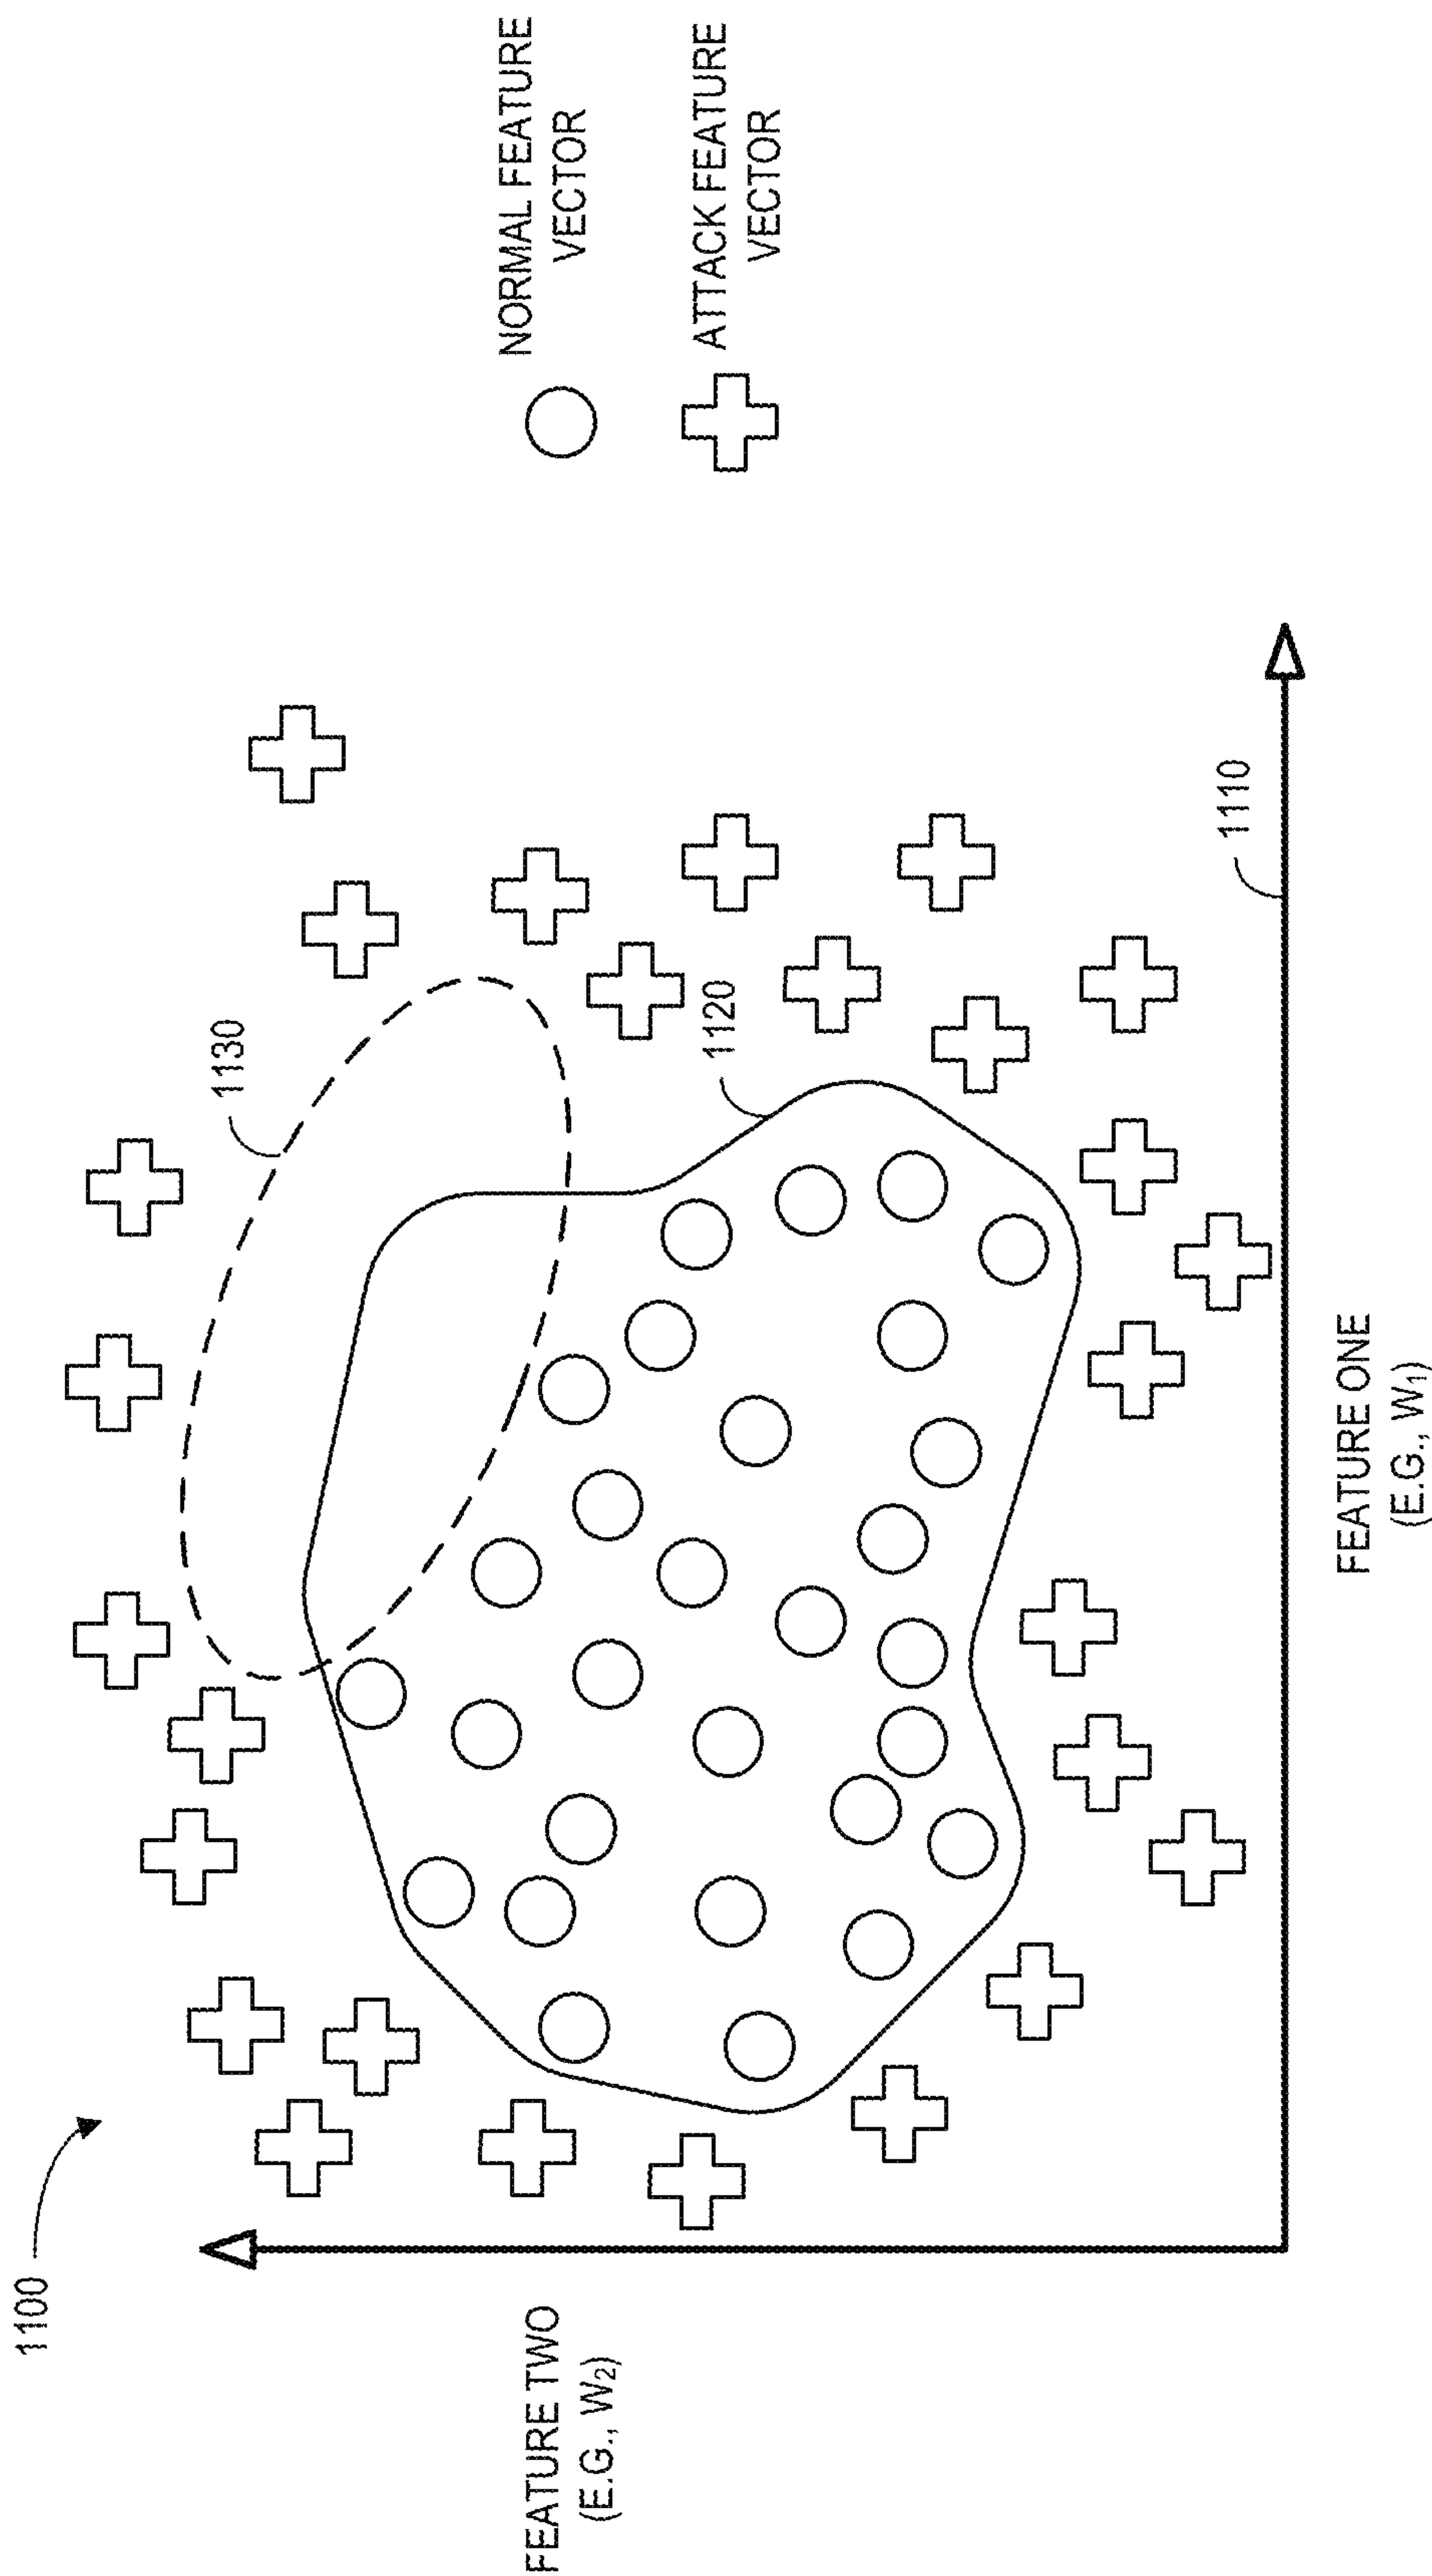 1100
FEATURE TWO
(E.G., W₂)
1130
1120
1110
FEATURE ONE
(E.G., W₁)
NORMAL FEATURE
VECTOR
ATTACK FEATURE
VECTOR